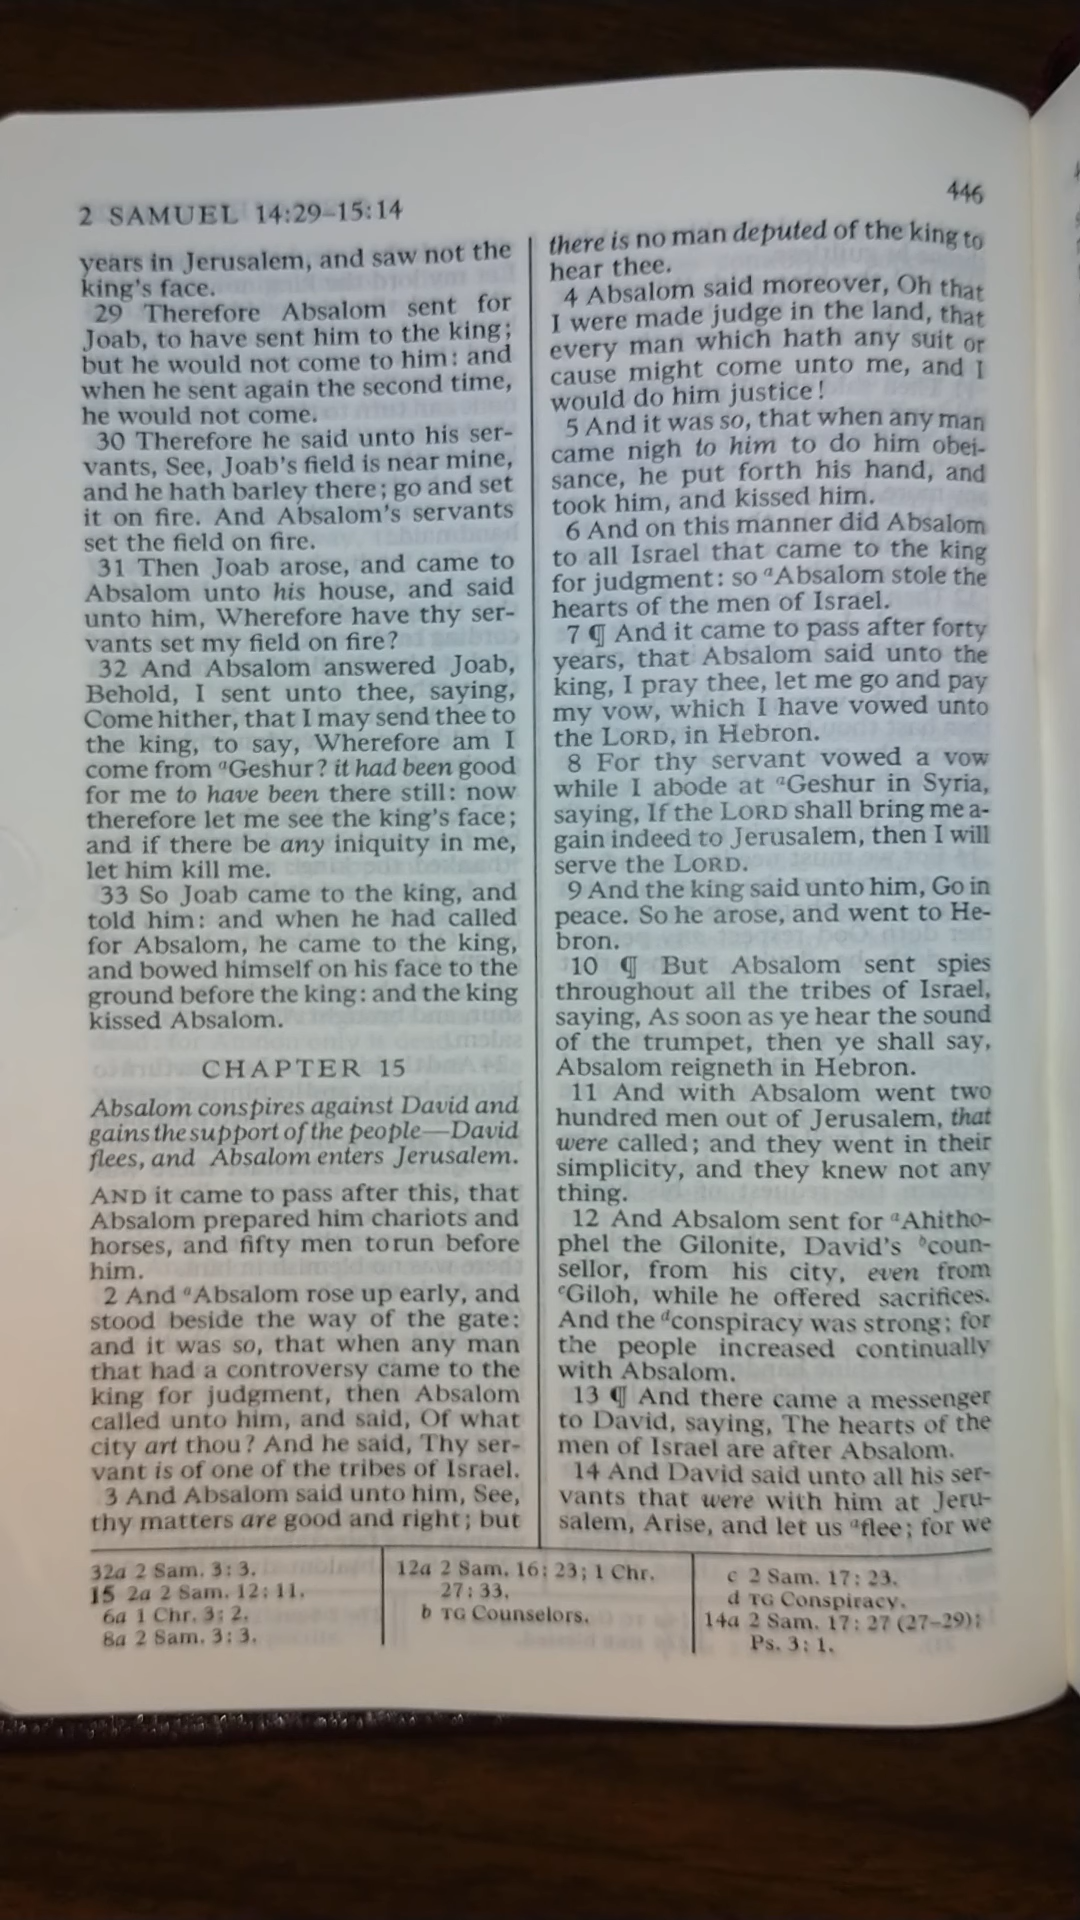 2 SAMUEL 14:29–15:14
446
years in Jerusalem, and saw not the
king's face.
29 Therefore Absalom sent for
Joab, to have sent him to the king;
but he would not come to him: and
when he sent again the second time,
he would not come.
30 Therefore he said unto his ser-
vants, See, Joab's field is near mine,
and he hath barley there; go and set
it on fire. And Absalom's servants
set the field on fire.
31 Then Joab arose, and came to
Absalom unto his house, and said
unto him, Wherefore have thy ser-
vants set my field on fire?
32 And Absalom answered Joab,
Behold, I sent unto thee, saying,
Come hither, that I may send thee to
the king, to say, Wherefore am I
come from aGeshur? it had been good
for me to have been there still: now
therefore let me see the king's face;
and if there be any iniquity in me,
let him kill me.
33 So Joab came to the king, and
told him: and when he had called
for Absalom, he came to the king,
and bowed himself on his face to the
ground before the king: and the king
kissed Absalom.
CHAPTER 15
Absalom conspires against David and
gains the support of the people—David
flees, and Absalom enters Jerusalem.
AND it came to pass after this, that
Absalom prepared him chariots and
horses, and fifty men to run before
him.
2 And aAbsalom rose up early, and
stood beside the way of the gate:
and it was so, that when any man
that had a controversy came to the
king for judgment, then Absalom
called unto him, and said, Of what
city art thou? And he said, Thy ser-
vant is of one of the tribes of Israel.
3 And Absalom said unto him, See,
thy matters are good and right; but
there is no man deputed of the king to
hear thee.
4 Absalom said moreover, Oh that
I were made judge in the land, that
every man which hath any suit or
cause might come unto me, and I
would do him justice!
5 And it was so, that when any man
came nigh to him to do him obei-
sance, he put forth his hand, and
took him, and kissed him.
6 And on this manner did Absalom
to all Israel that came to the king
for judgment: so aAbsalom stole the
hearts of the men of Israel.
7 ¶ And it came to pass after forty
years, that Absalom said unto the
king, I pray thee, let me go and pay
my vow, which I have vowed unto
the LORD, in Hebron.
8 For thy servant vowed a vow
while I abode at aGeshur in Syria,
saying, If the LORD shall bring me a-
gain indeed to Jerusalem, then I will
serve the LORD.
9 And the king said unto him, Go in
peace. So he arose, and went to He-
bron.
10 ¶ But Absalom sent spies
throughout all the tribes of Israel,
saying, As soon as ye hear the sound
of the trumpet, then ye shall say,
Absalom reigneth in Hebron.
11 And with Absalom went two
hundred men out of Jerusalem, that
were called; and they went in their
simplicity, and they knew not any
thing.
12 And Absalom sent for aAhitho-
phel the Gilonite, David's bcoun-
sellor, from his city, even from
cGiloh, while he offered sacrifices.
And the dconspiracy was strong; for
the people increased continually
with Absalom.
13 ¶ And there came a messenger
to David, saying, The hearts of the
men of Israel are after Absalom.
14 And David said unto all his ser-
vants that were with him at Jeru-
salem, Arise, and let us aflee; for we
32a 2 Sam. 3:3.
15 2a 2 Sam. 12:11.
6a 1 Chr. 3:2.
8a 2 Sam. 3:3.
12a 2 Sam. 16:23; 1 Chr.
27:33.
b TG Counselors.
c 2 Sam. 17:23.
d TG Conspiracy.
14a 2 Sam. 17:27 (27–29);
Ps. 3:1.